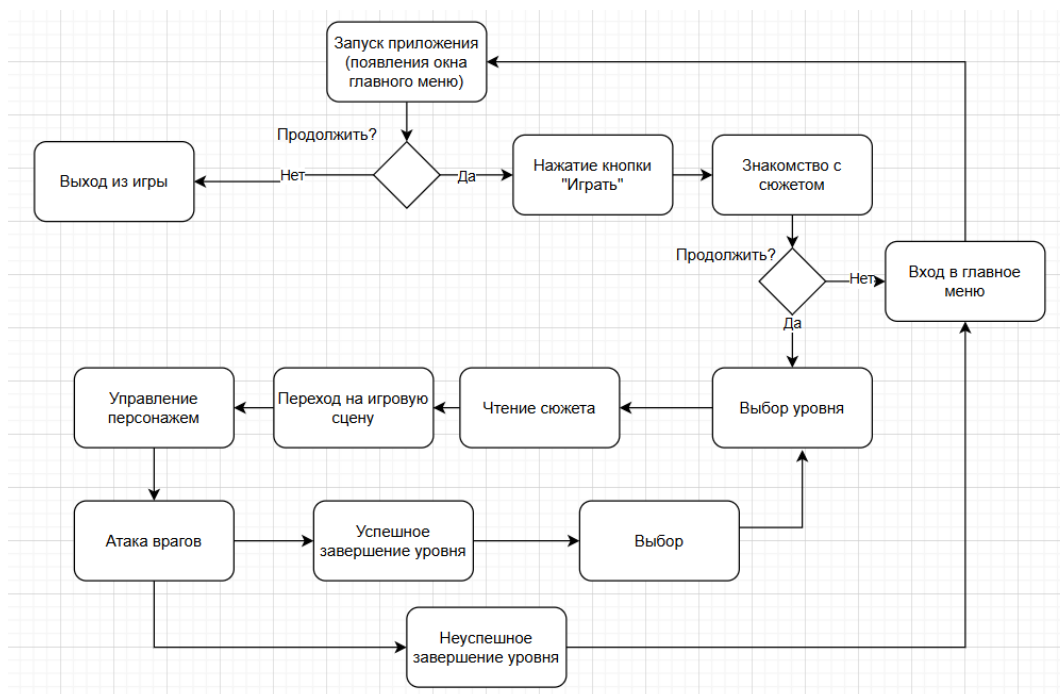 Запуск приложения
(появления окна
главного меню)
Продолжить?
Выход из игры
Нет
Да
Нажатие кнопки
"Играть"
Знакомство с
сюжетом
Продолжить?
Нет
Вход в главное
меню
Да
Управление
персонажем
Переход на игровую
сцену
Чтение сюжета
Выбор уровня
Атака врагов
Успешное
завершение уровня
Выбор
Неуспешное
завершение уровня